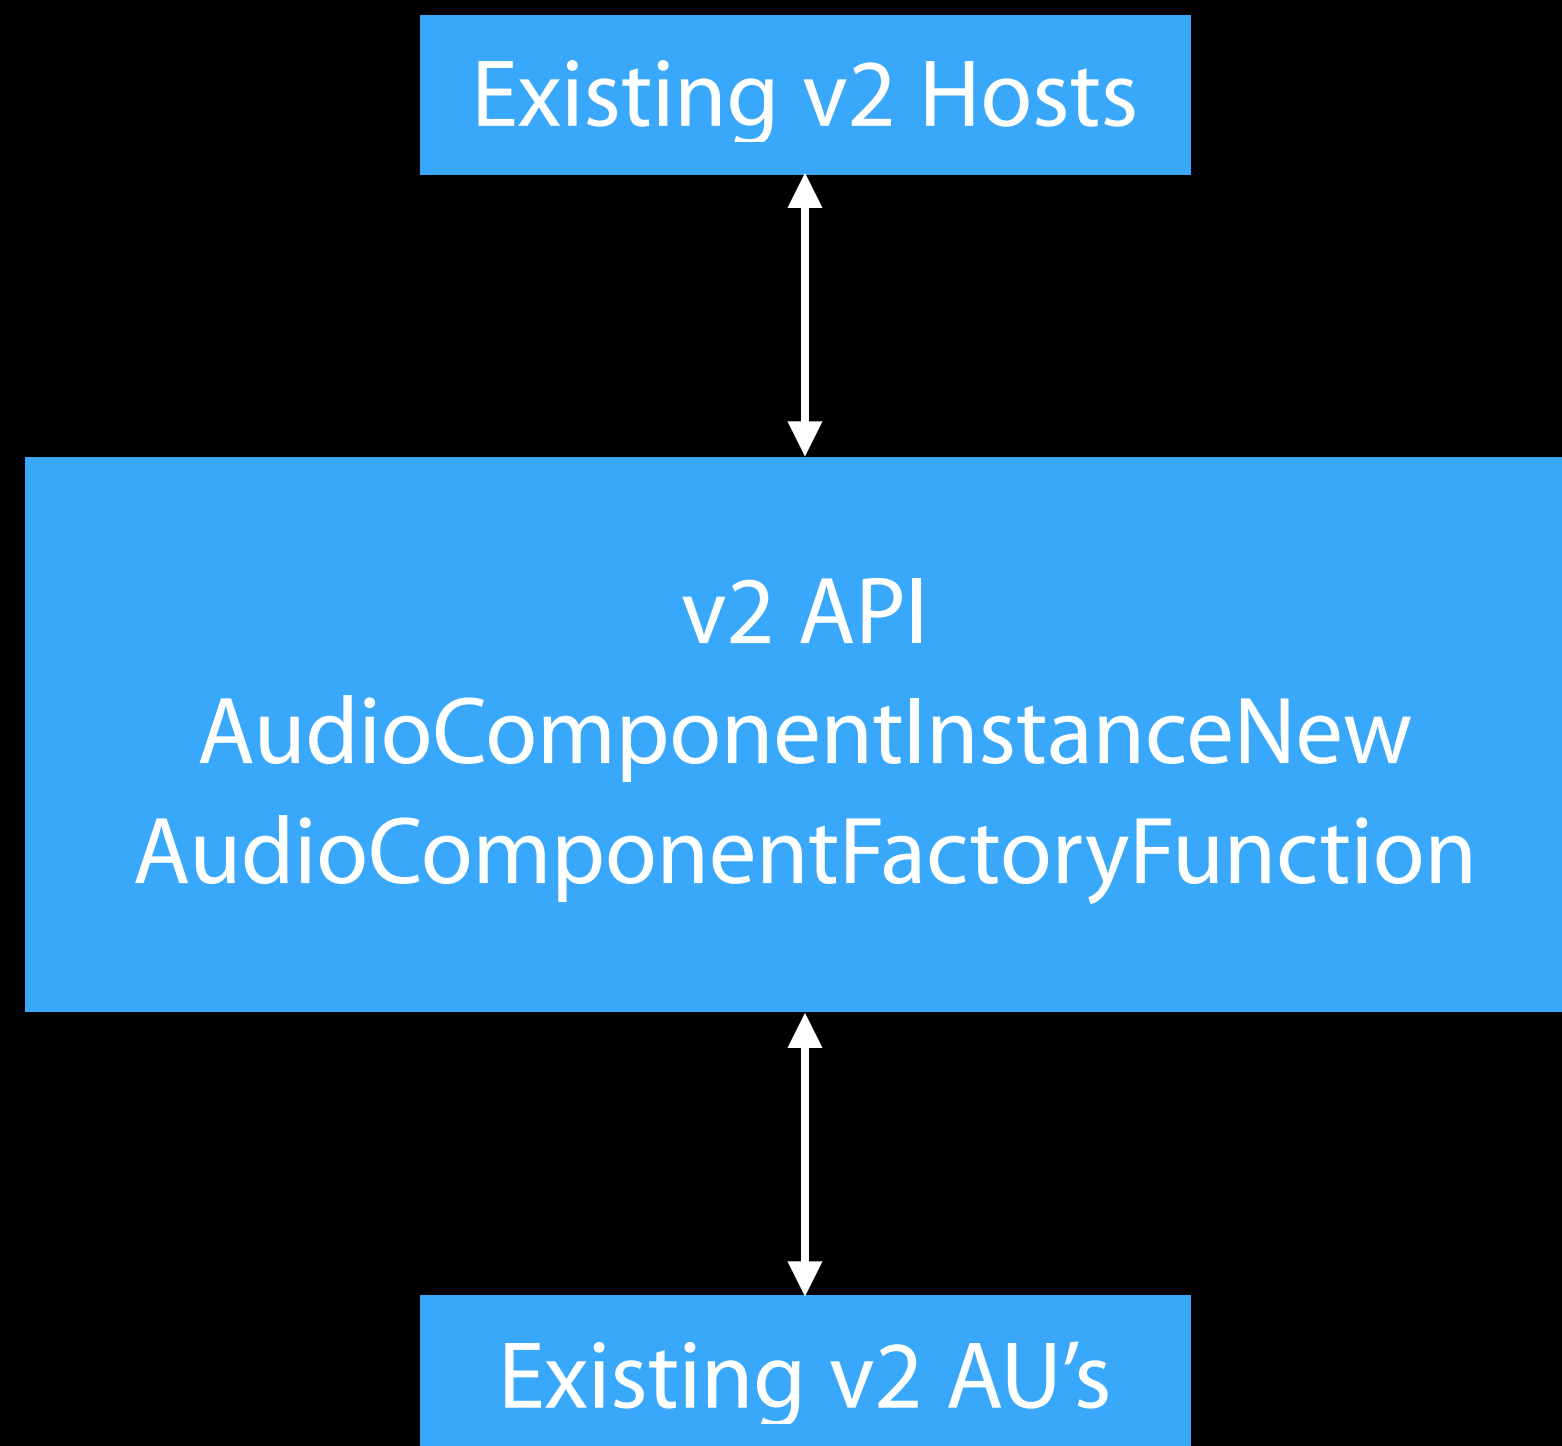 Existing v2 Hosts
v2 API
AudioComponentInstanceNew
AudioComponentFactoryFunction
Existing v2 AU’s